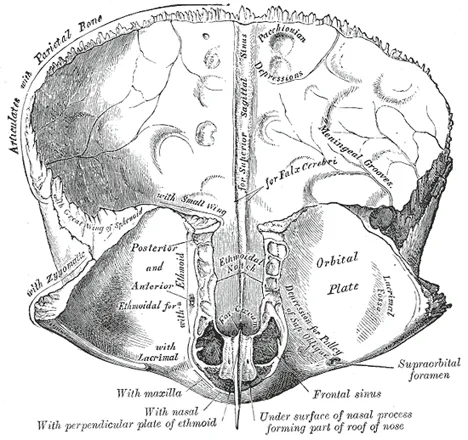 Articulates with Parietal Bone
Pacchionian
Depressions
for Superior Sagittal Sinus
Meningeal Grooves
for Falx Cerebri
with Small Wing
with Great Wing of Sphenoid
with Zygomatic
Posterior
and
Anterior
Ethmoidal for a
with Ethmoid
with
Lacrimal
Ethmoidal
Notch
Orbital
Plate
Lacrimal
Fossa
Depression for Pulley
of Sup. Oblique
Supraorbital
foramen
With maxilla
Frontal sinus
With nasal
With perpendicular plate of ethmoid
Under surface of nasal process
forming part of roof of nose